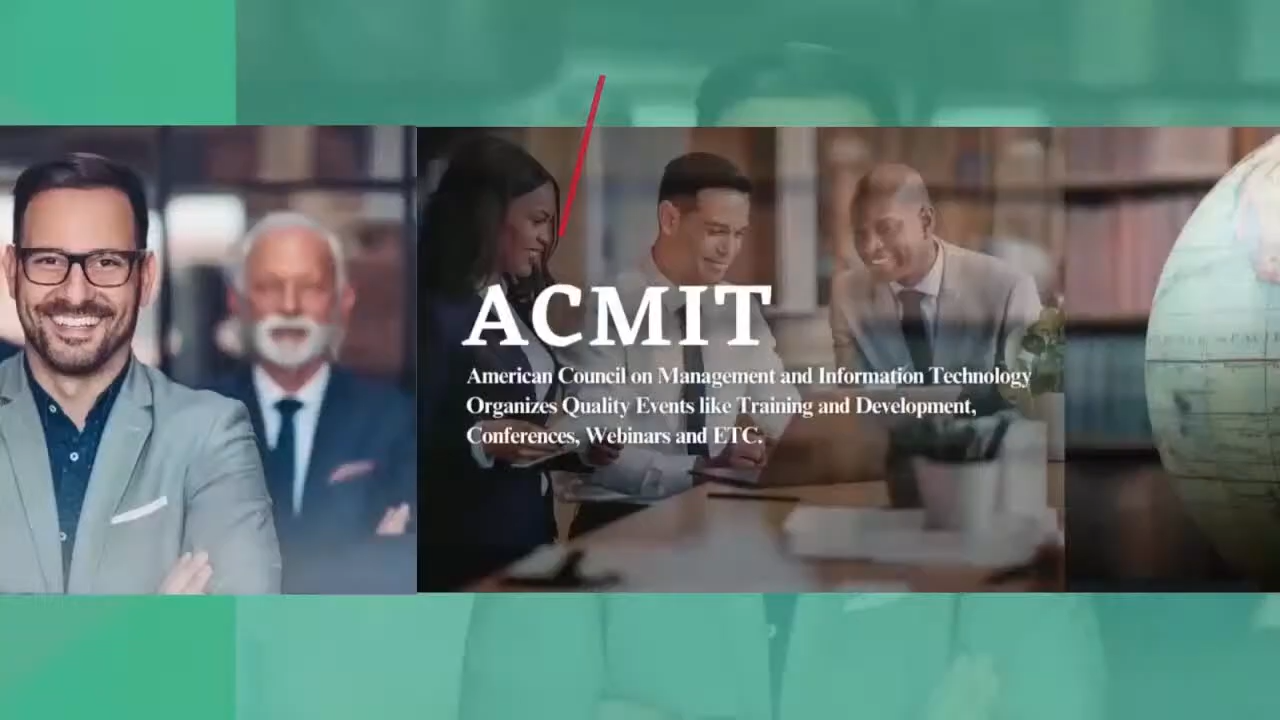 ACMIT
American Council on Management and Information Technology
Organizes Quality Events like Training and Development,
Conferences, Webinars and ETC.